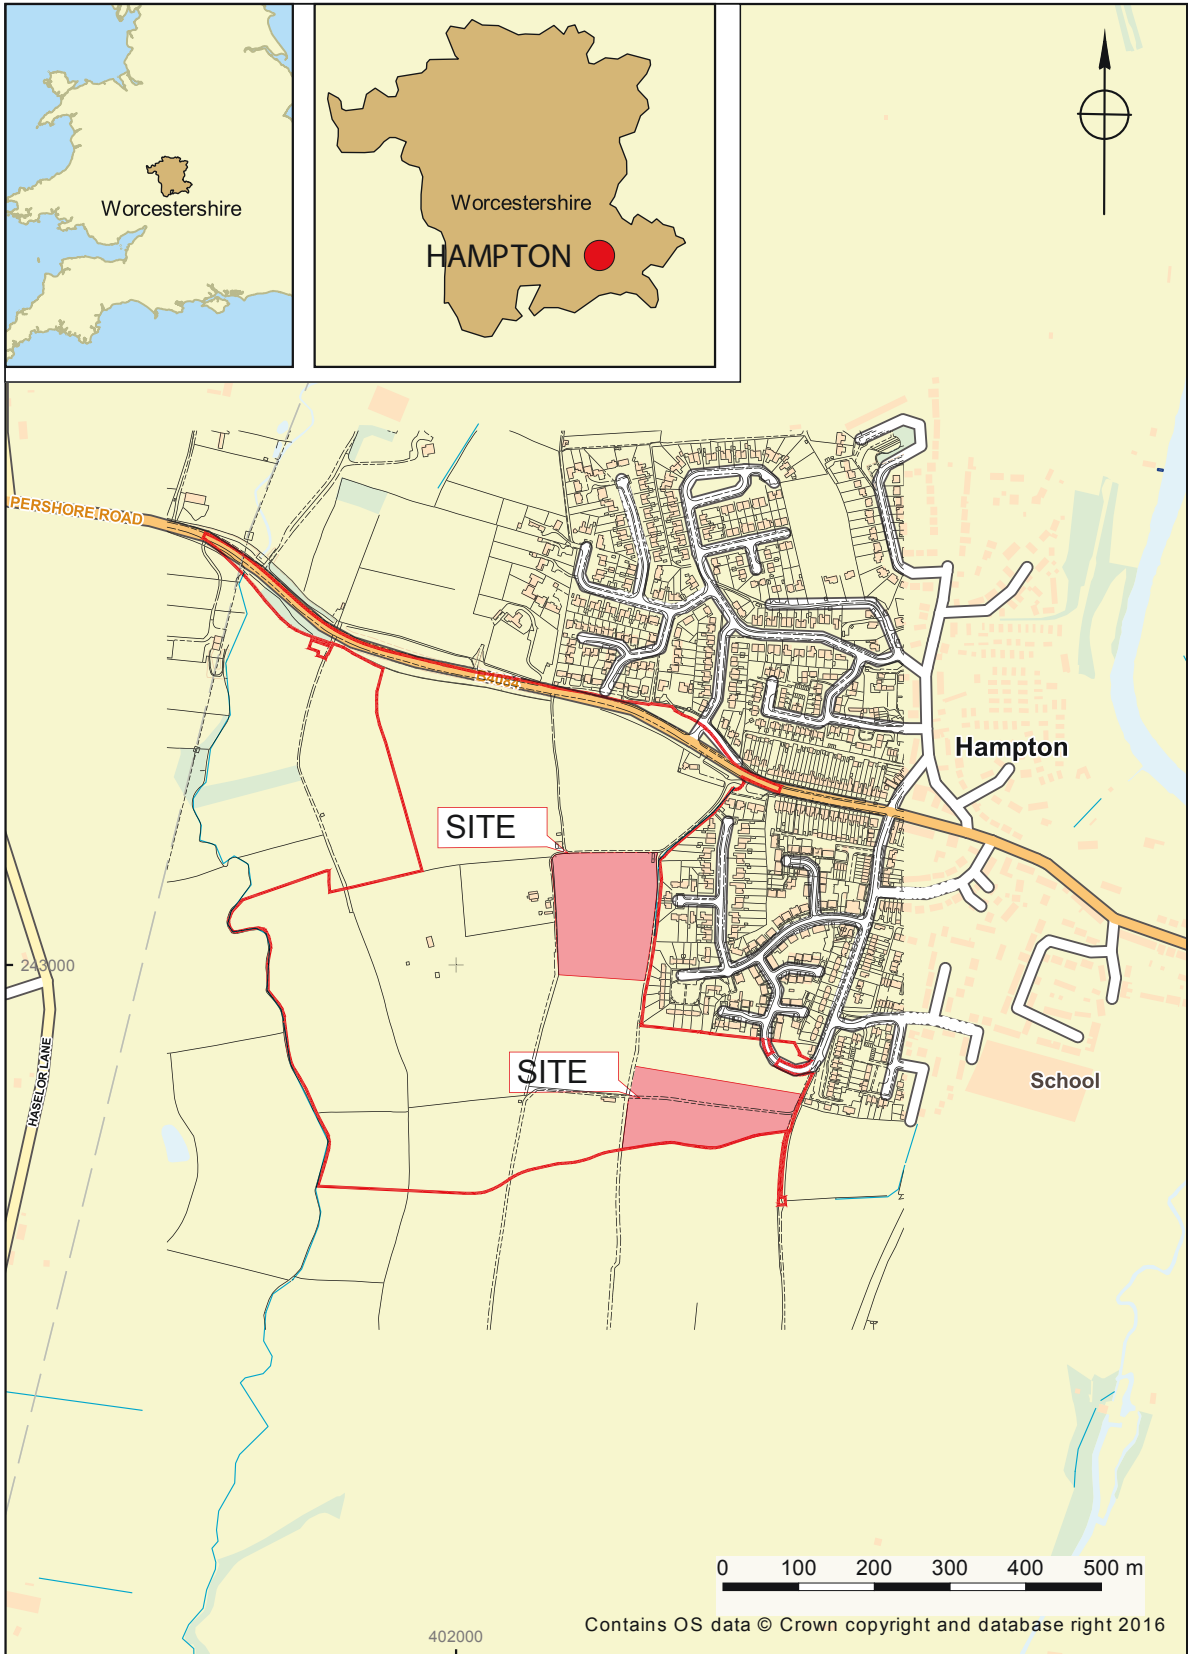 Worcestershire
Worcestershire
HAMPTON
PERSHORE ROAD
B4084
Hampton
SITE
243000
SITE
School
HASELOR LANE
0 100 200 300 400 500 m
Contains OS data © Crown copyright and database right 2016
402000